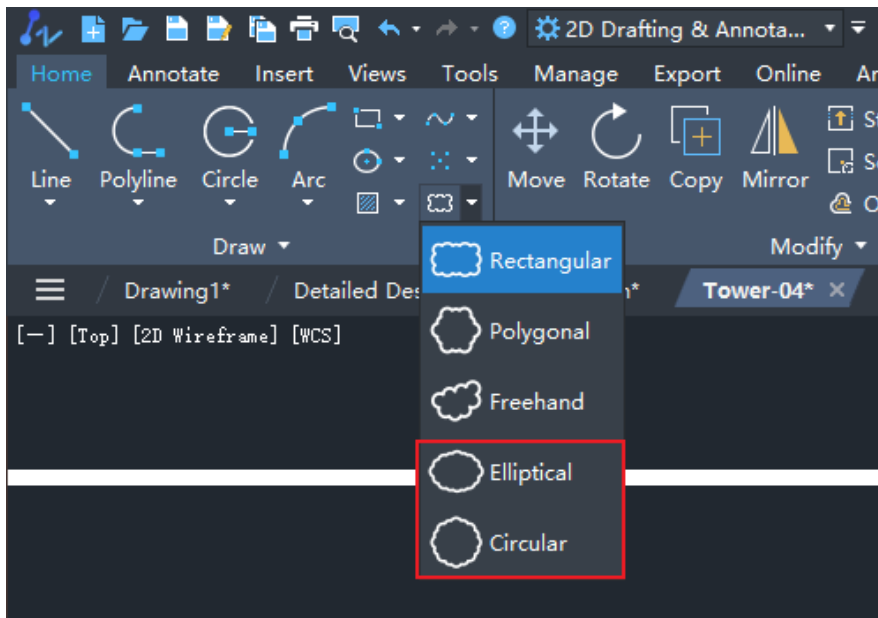 2D Drafting & Annota...
Home Annotate Insert Views Tools Manage Export Online
Line Polyline Circle Arc Move Rotate Copy Mirror
Draw Modify
Rectangular
Drawing1* Detailed Tower-04*
[-] [Top] [2D Wireframe] [WCS]
Polygonal
Freehand
Elliptical
Circular